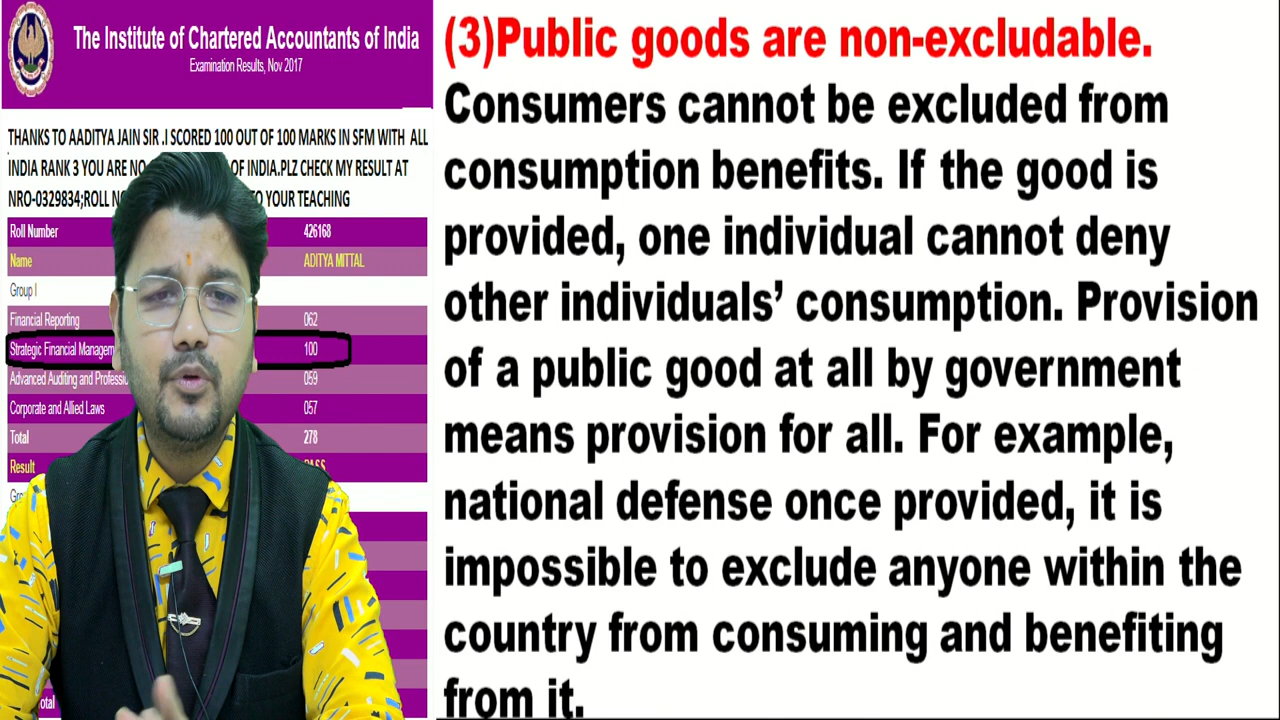 The Institute of Chartered Accountants of India
Examination Results, Nov 2017
THANKS TO AADITYA JAIN SIR .I SCORED 100 OUT OF 100 MARKS IN SFM WITH ALL
INDIA RANK 3 YOU ARE NO OF INDIA.PLZ CHECK MY RESULT AT
NRO-0329834;ROLL TO YOUR TEACHING
Roll Number 426168
Name ADITYA MITTAL
Group I
Financial Reporting 062
Strategic Financial 100
Advanced Auditing and 059
Corporate and Allied Laws 057
Total 278
Result PASS
(3)Public goods are non-excludable.
Consumers cannot be excluded from
consumption benefits. If the good is
provided, one individual cannot deny
other individuals’ consumption. Provision
of a public good at all by government
means provision for all. For example,
national defense once provided, it is
impossible to exclude anyone within the
country from consuming and benefiting
from it.